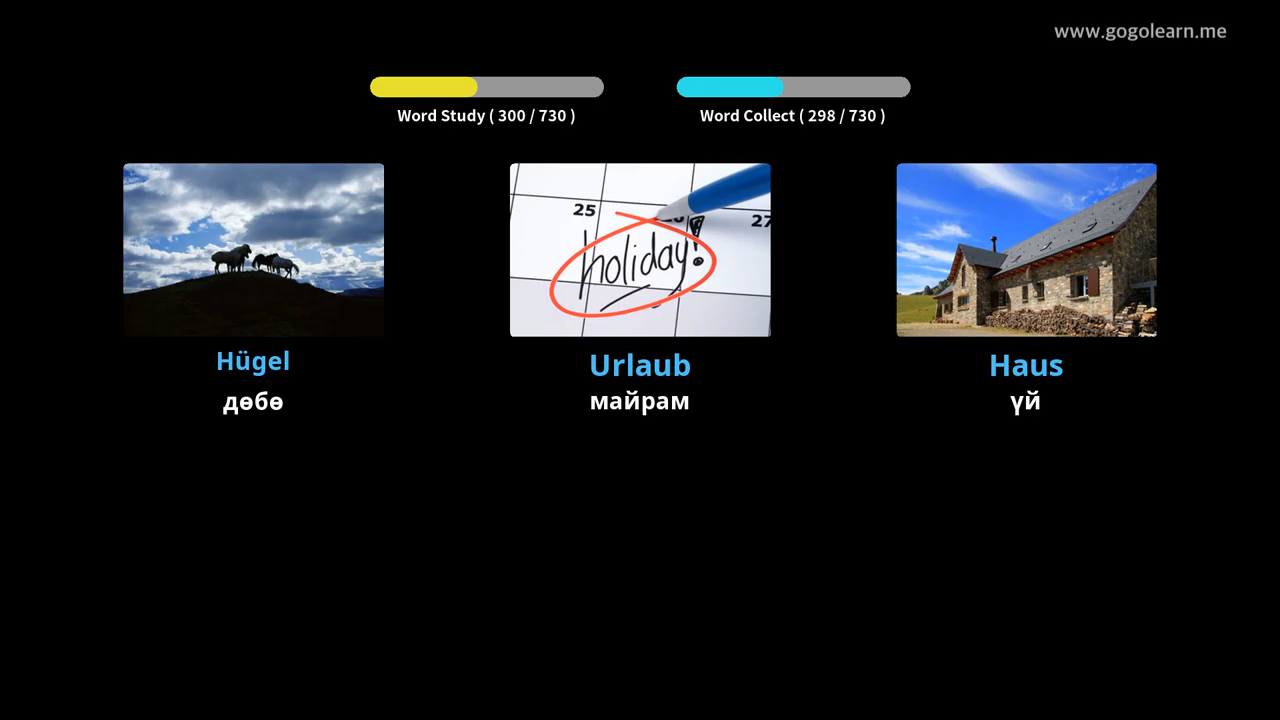 www.gogolearn.me
Word Study ( 300 / 730 )
Word Collect ( 298 / 730 )
25
27
holiday!
Hügel
Urlaub
Haus
дөбө
майрам
үй